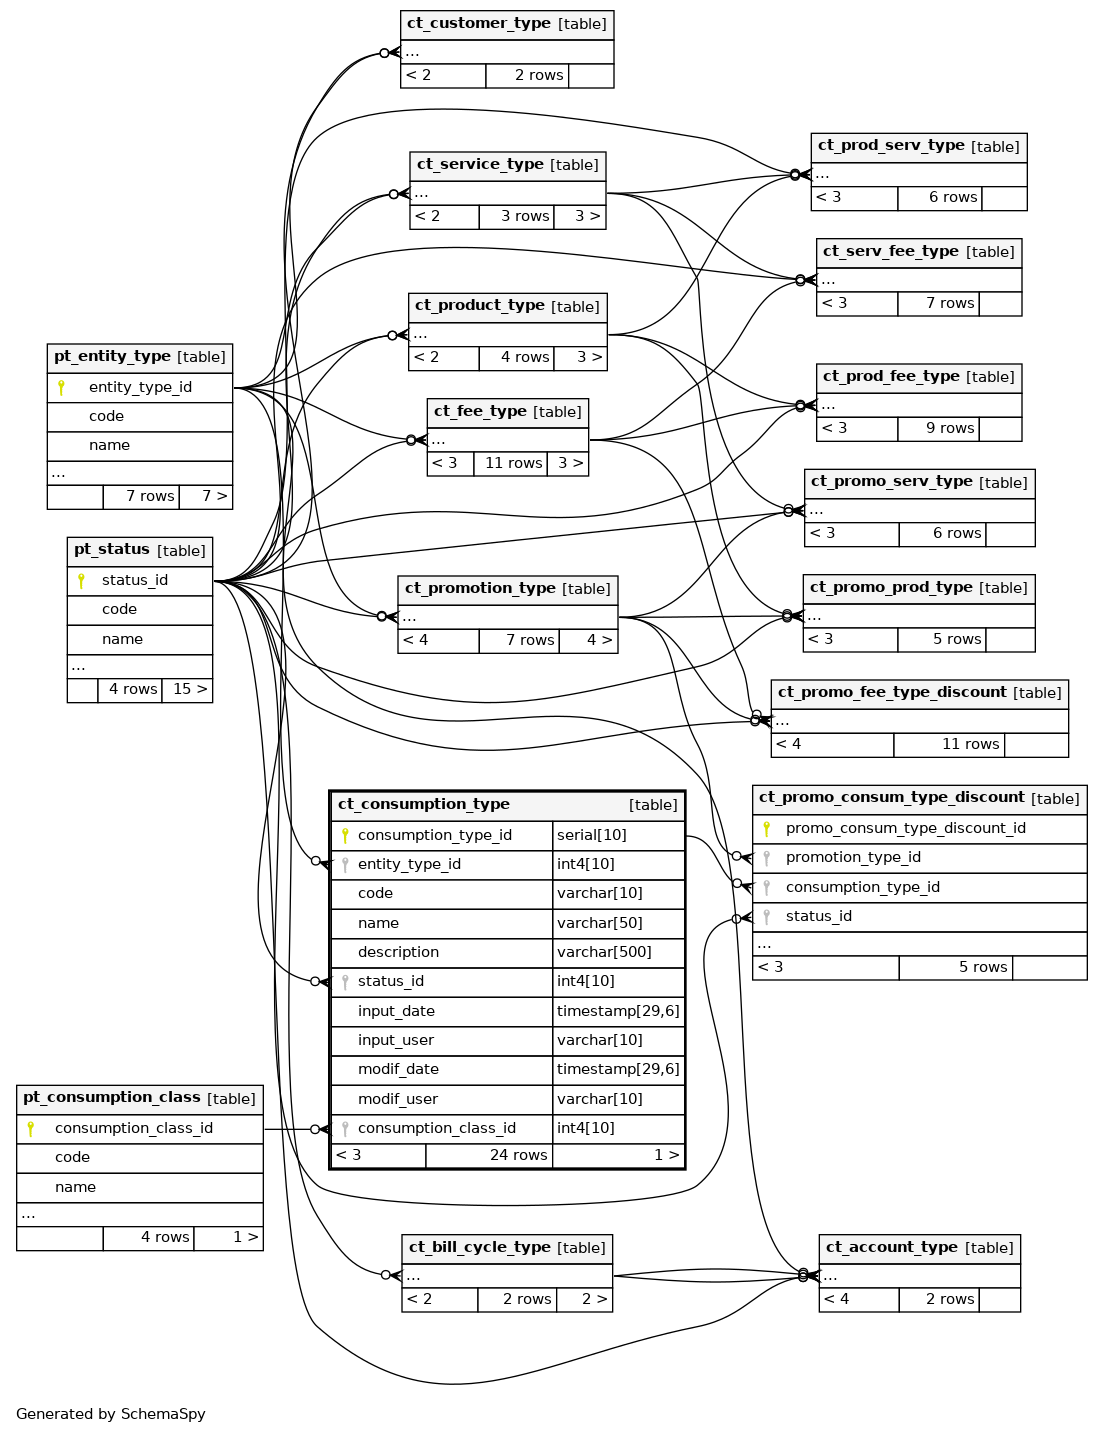 ct_customer_type [table]
...
< 2 2 rows
ct_prod_serv_type [table]
...
< 3 6 rows
ct_service_type [table]
...
< 2 3 rows 3 >
ct_serv_fee_type [table]
...
< 3 7 rows
ct_product_type [table]
...
< 2 4 rows 3 >
pt_entity_type [table]
entity_type_id
code
name
...
7 rows 7 >
ct_prod_fee_type [table]
...
< 3 9 rows
ct_fee_type [table]
...
< 3 11 rows 3 >
ct_promo_serv_type [table]
...
< 3 6 rows
pt_status [table]
status_id
code
name
...
4 rows 15 >
ct_promotion_type [table]
...
< 4 7 rows 4 >
ct_promo_prod_type [table]
...
< 3 5 rows
ct_promo_fee_type_discount [table]
...
< 4 11 rows
ct_consumption_type [table]
consumption_type_id serial[10]
entity_type_id int4[10]
code varchar[10]
name varchar[50]
description varchar[500]
status_id int4[10]
input_date timestamp[29,6]
input_user varchar[10]
modif_date timestamp[29,6]
modif_user varchar[10]
consumption_class_id int4[10]
< 3 24 rows 1 >
ct_promo_consum_type_discount [table]
promo_consum_type_discount_id
promotion_type_id
consumption_type_id
status_id
...
< 3 5 rows
pt_consumption_class [table]
consumption_class_id
code
name
...
4 rows 1 >
ct_bill_cycle_type [table]
...
< 2 2 rows 2 >
ct_account_type [table]
...
< 4 2 rows
Generated by SchemaSpy